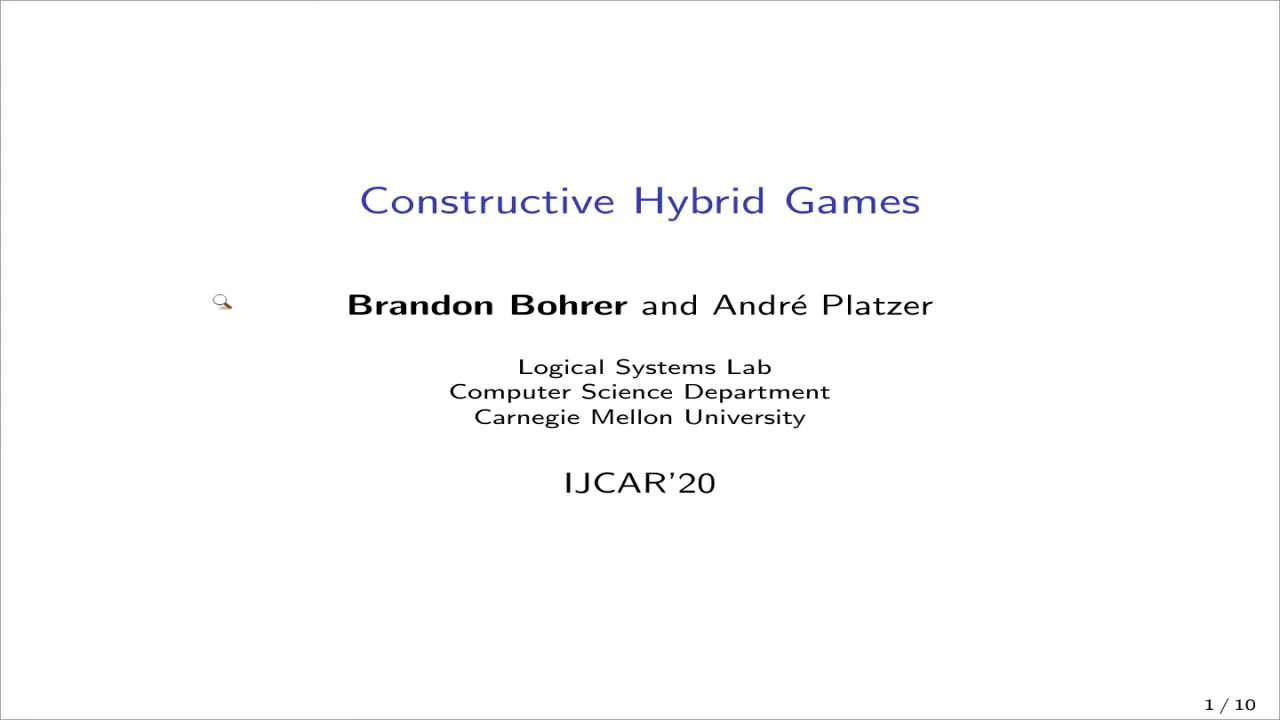 Constructive Hybrid Games
Brandon Bohrer and André Platzer
Logical Systems Lab
Computer Science Department
Carnegie Mellon University
IJCAR'20
1 / 10